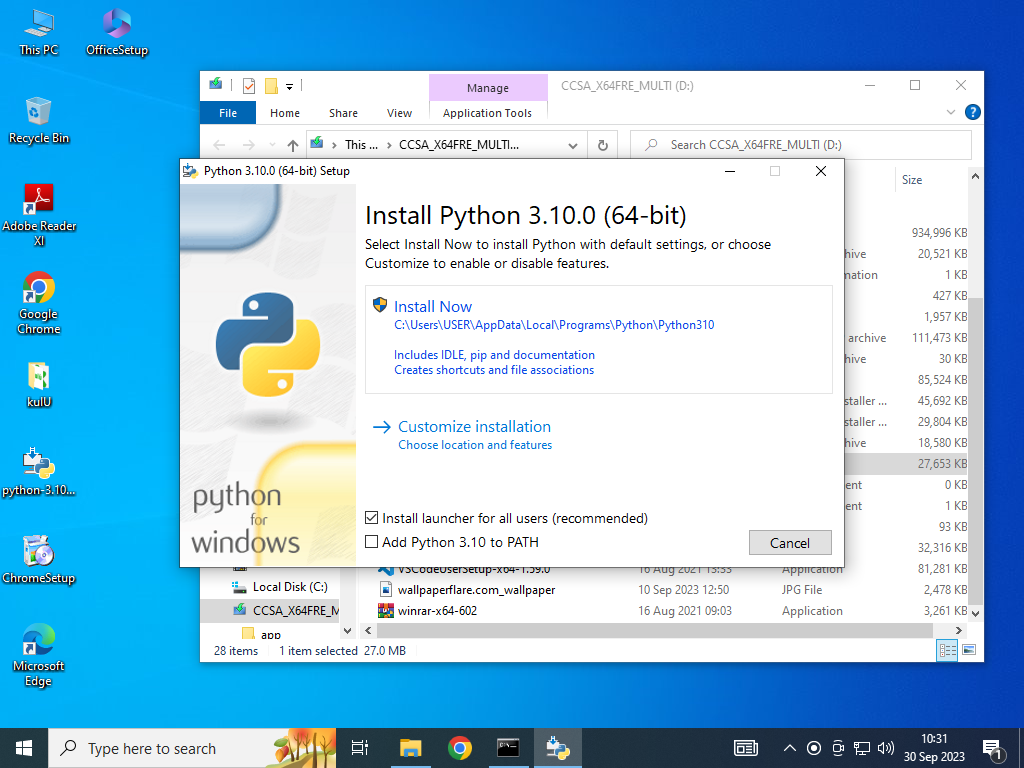 This PC
OfficeSetup
Recycle Bin
Adobe Reader
XI
Google
Chrome
kulU
python-3.10...
ChromeSetup
Microsoft
Edge
Manage
CCSA_X64FRE_MULTI (D:)
File
Home
Share
View
Application Tools
This ...
CCSA_X64FRE_MULTI...
Search CCSA_X64FRE_MULTI (D:)
Size
934,996 KB
hive
20,521 KB
mation
1 KB
427 KB
1,957 KB
archive
111,473 KB
hive
30 KB
85,524 KB
staller ...
45,692 KB
staller ...
29,804 KB
hive
18,580 KB
27,653 KB
ent
0 KB
ent
1 KB
93 KB
32,316 KB
VSCodeUserSetup-x64-1.59.0
16 Aug 2021 13:53
Application
81,281 KB
Local Disk (C:)
wallpaperflare.com_wallpaper
10 Sep 2023 12:50
JPG File
2,478 KB
CCSA_X64FRE_M
winrar-x64-602
16 Aug 2021 09:03
Application
3,261 KB
app
28 items
1 item selected
27.0 MB
Python 3.10.0 (64-bit) Setup
Install Python 3.10.0 (64-bit)
Select Install Now to install Python with default settings, or choose
Customize to enable or disable features.
Install Now
C:\Users\USER\AppData\Local\Programs\Python\Python310
Includes IDLE, pip and documentation
Creates shortcuts and file associations
Customize installation
Choose location and features
python
for
windows
Install launcher for all users (recommended)
Add Python 3.10 to PATH
Cancel
Type here to search
10:31
30 Sep 2023
1